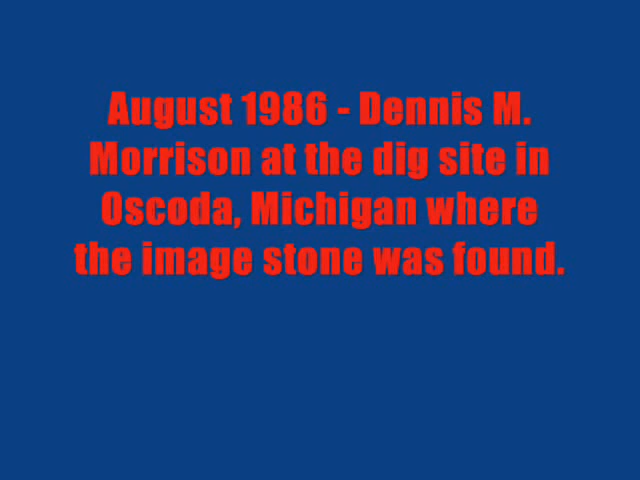 August 1986 - Dennis M.
Morrison at the dig site in
Oscoda, Michigan where
the image stone was found.